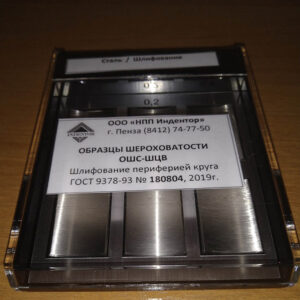 Сталь / Шлифование
0,2
ООО «НПП Индентор»
г. Пенза (8412) 74-77-50
ОБРАЗЦЫ ШЕРОХОВАТОСТИ
ОШС-ШЦВ
Шлифование периферией круга
ГОСТ 9378-93 № 180804, 2019г.